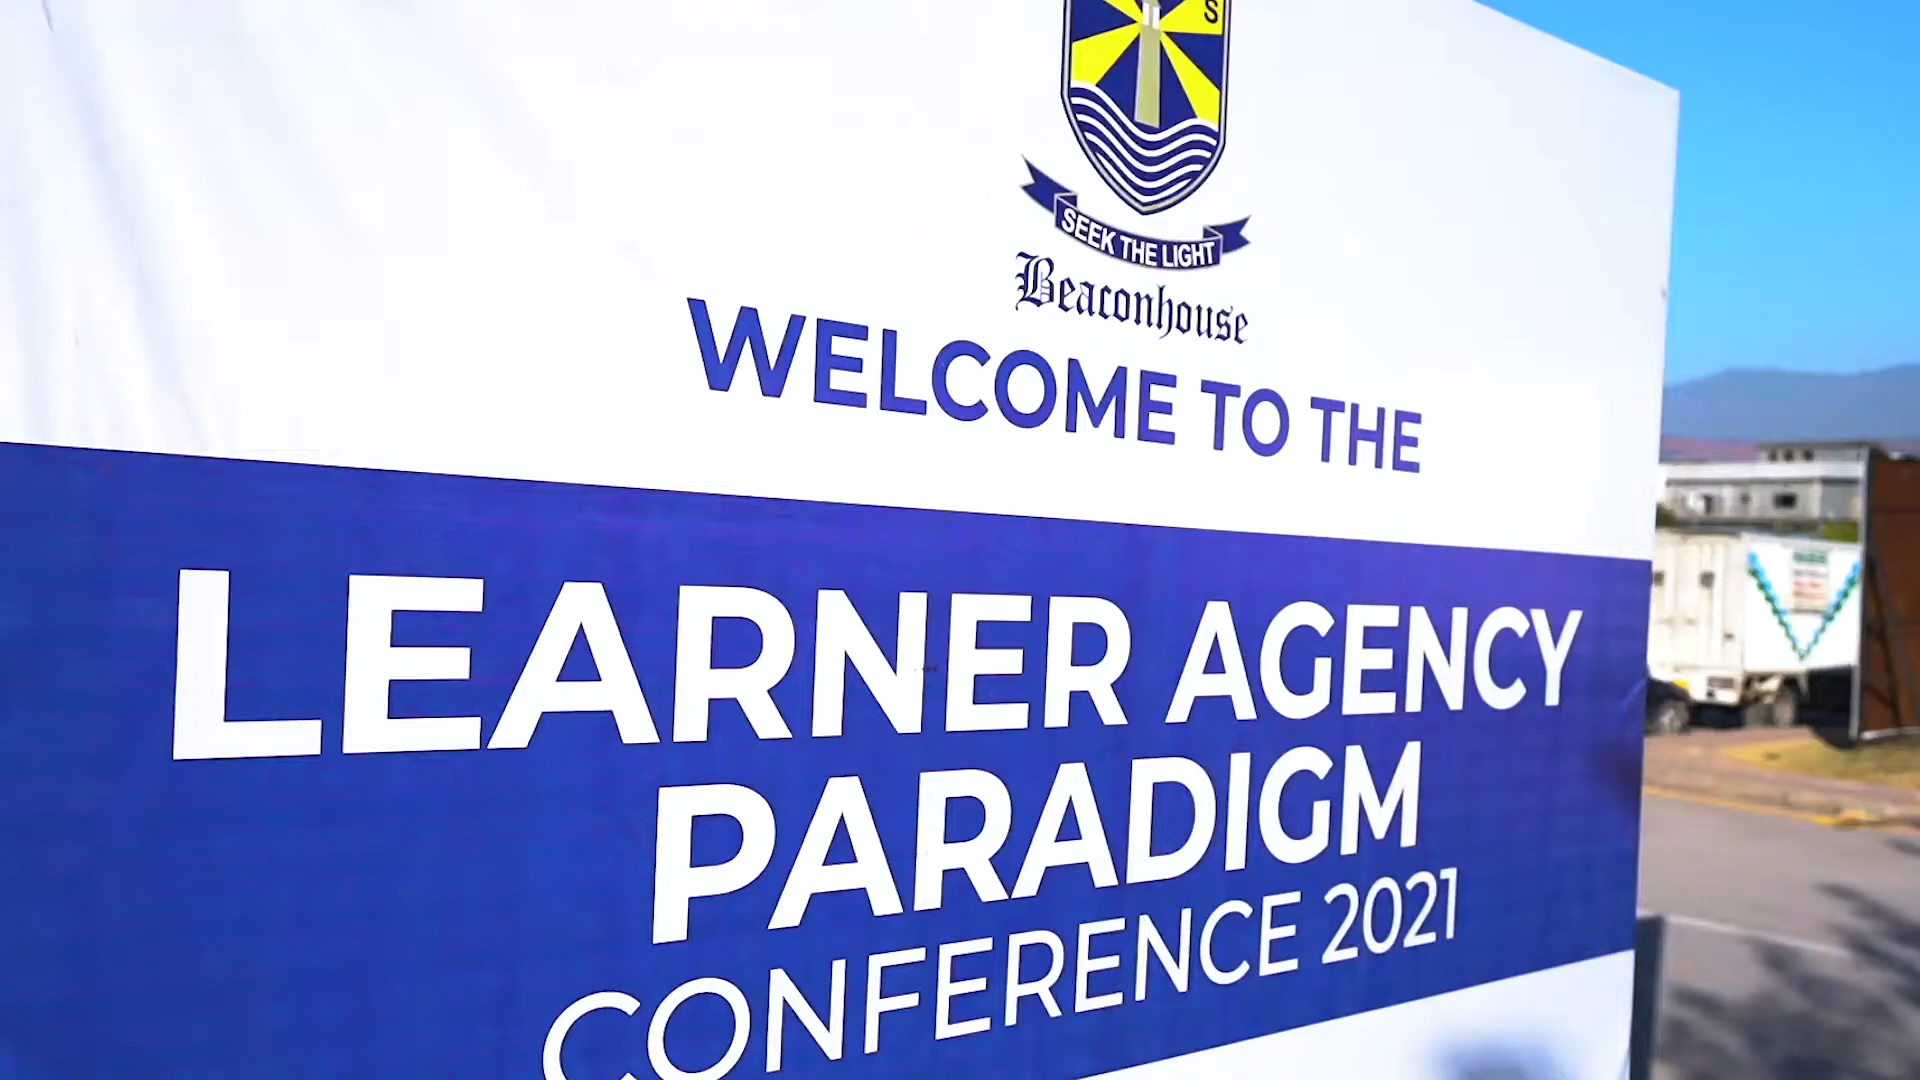 S
SEEK THE LIGHT
Beaconhouse
WELCOME TO THE
LEARNER AGENCY
PARADIGM
CONFERENCE 2021